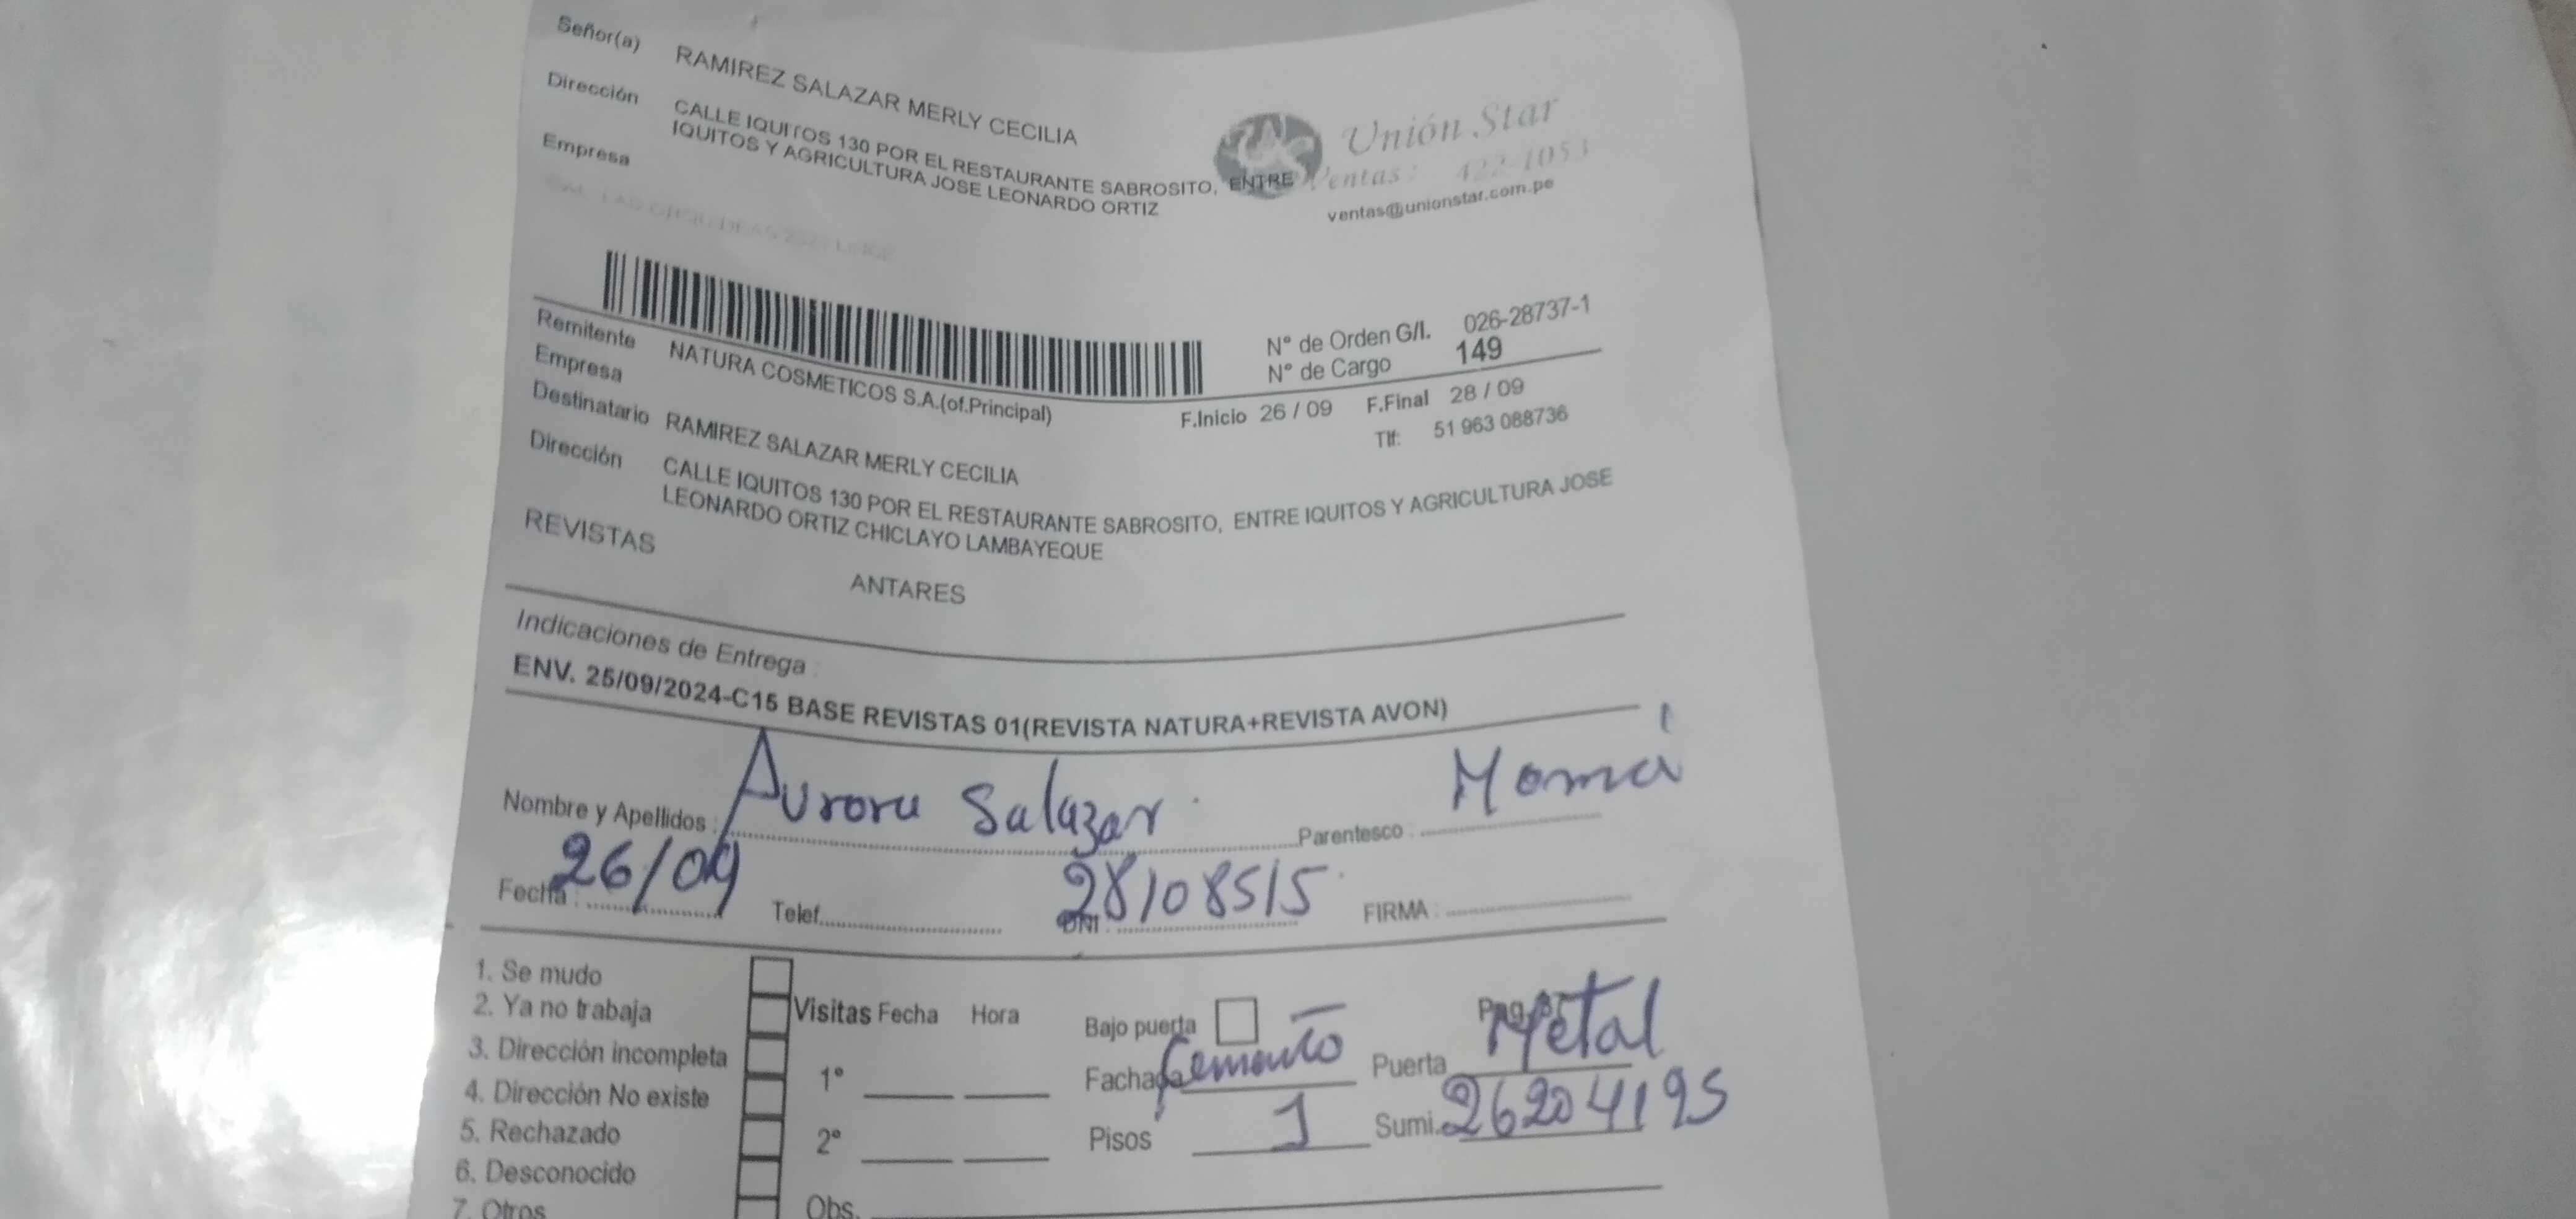 Señor(a) RAMIREZ SALAZAR MERLY CECILIA
Dirección CALLE IQUITOS 130 POR EL RESTAURANTE SABROSITO, ENTRE
IQUITOS Y AGRICULTURA JOSE LEONARDO ORTIZ
Empresa
Unión Star
Ventas: 422-1053
ventas@unionstar.com.pe
N° de Orden G/I. 026-28737-1
N° de Cargo 149
Remitente NATURA COSMETICOS S.A.(of.Principal)
Empresa
F.Inicio 26 / 09 F.Final 28 / 09
Destinatario RAMIREZ SALAZAR MERLY CECILIA
Tlf: 51 963 088736
Dirección CALLE IQUITOS 130 POR EL RESTAURANTE SABROSITO, ENTRE IQUITOS Y AGRICULTURA JOSE
LEONARDO ORTIZ CHICLAYO LAMBAYEQUE
REVISTAS
ANTARES
Indicaciones de Entrega :
ENV. 25/09/2024-C15 BASE REVISTAS 01(REVISTA NATURA+REVISTA AVON)
Nombre y Apellidos : Aurora Salazar Parentesco : Mamá
Fecha : 26/09 Telef. DNI : 28108515 FIRMA :
1. Se mudo
2. Ya no trabaja
3. Dirección incompleta
4. Dirección No existe
5. Rechazado
6. Desconocido
7. Otros
Visitas Fecha Hora
1°
2°
Obs.
Bajo puerta
Fachada Cemento Puerta Metal
Pisos 1 Sumi. 26204195